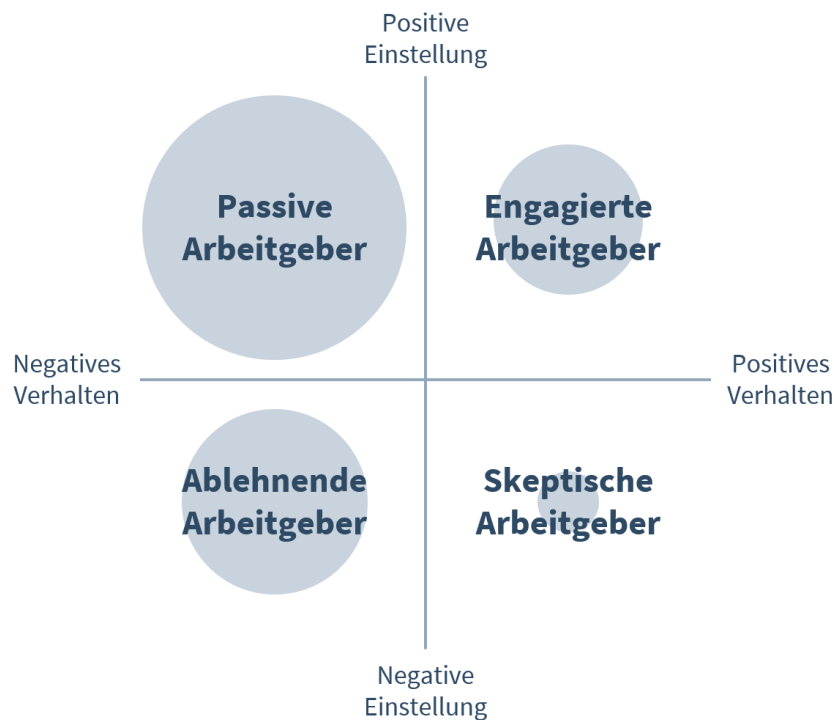 Positive
Einstellung
Passive
Arbeitgeber
Engagierte
Arbeitgeber
Negatives
Verhalten
Positives
Verhalten
Ablehnende
Arbeitgeber
Skeptische
Arbeitgeber
Negative
Einstellung